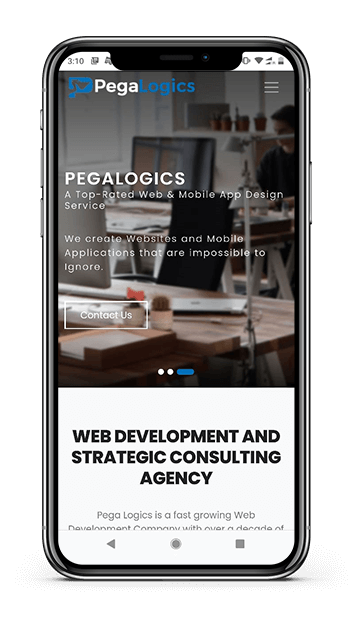 3:10
PegaLogics
PEGALOGICS
A Top-Rated Web & Mobile App Design
Service
We create Websites and Mobile
Applications that are impossible to
Ignore.
Contact Us
WEB DEVELOPMENT AND
STRATEGIC CONSULTING
AGENCY
Pega Logics is a fast growing Web
Development Company with over a decade of